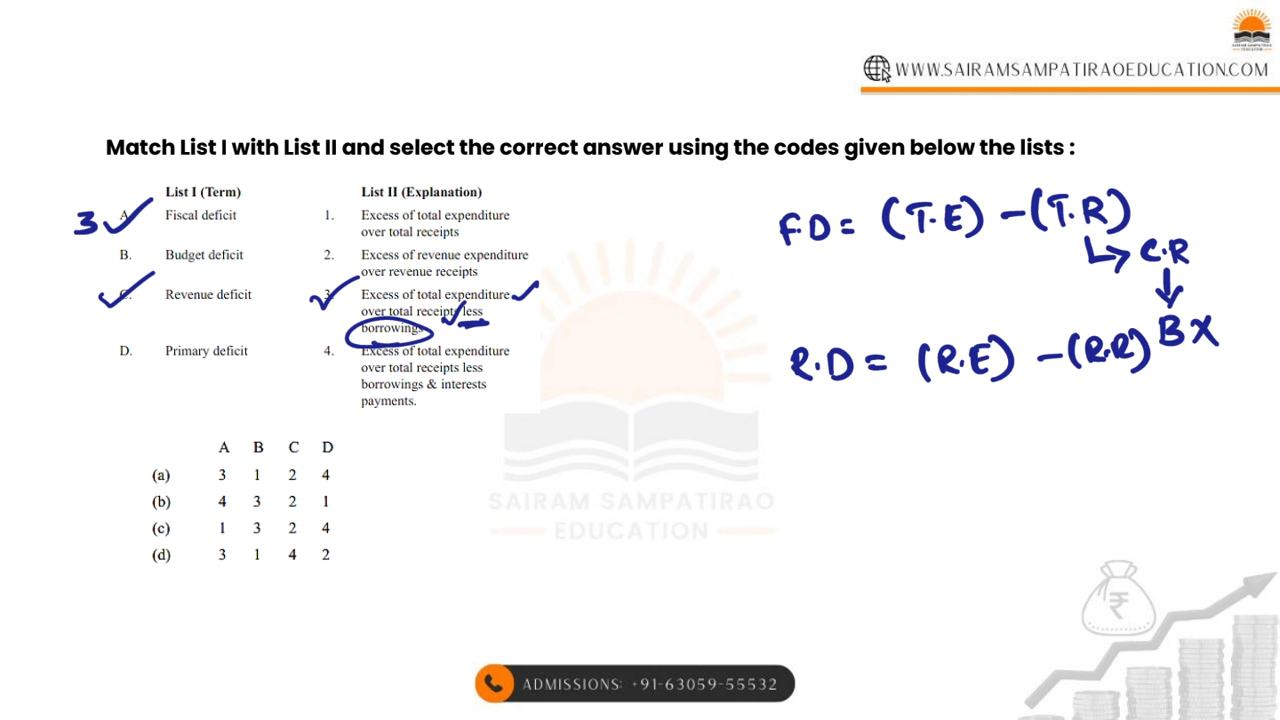 SAIRAM SAMPATIRAO
EDUCATION
WWW.SAIRAMSAMPATIRAOEDUCATION.COM
Match List I with List II and select the correct answer using the codes given below the lists :
List I (Term) List II (Explanation)
3 A. Fiscal deficit 1. Excess of total expenditure
over total receipts
B. Budget deficit 2. Excess of revenue expenditure
over revenue receipts
C. Revenue deficit 3. Excess of total expenditure
over total receipts less
borrowings
D. Primary deficit 4. Excess of total expenditure
over total receipts less
borrowings & interests
payments.
A B C D
(a) 3 1 2 4
(b) 4 3 2 1
(c) 1 3 2 4
(d) 3 1 4 2
F.D = (T.E) - (T.R)
↳ C.R
↓
B X
R.D = (R.E) - (R.R)
SAIRAM SAMPATIRAO
EDUCATION
₹
ADMISSIONS: +91-63059-55532